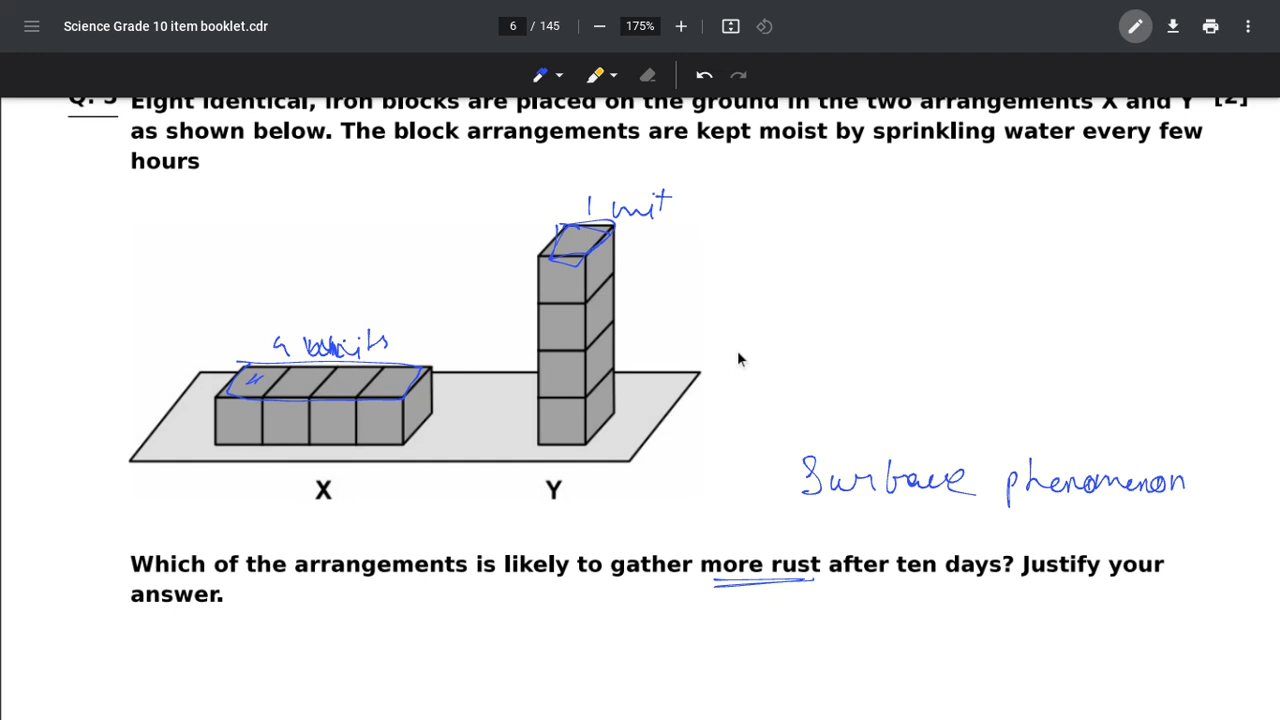 Science Grade 10 item booklet.cdr
6 / 145
175%
Q: 3 Eight identical, iron blocks are placed on the ground in the two arrangements X and Y [2]
as shown below. The block arrangements are kept moist by sprinkling water every few
hours
1 unit
4 units
X
Y
Surface phenomenon
Which of the arrangements is likely to gather more rust after ten days? Justify your
answer.